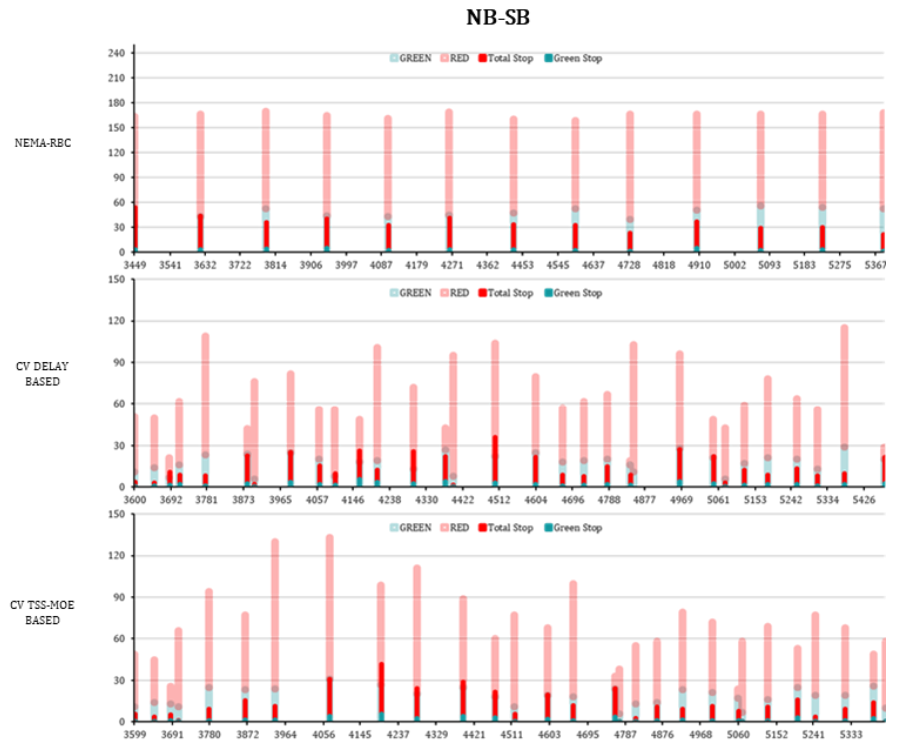 NB-SB
240
GREEN RED Total Stop Green Stop
210
180
150
NEMA-RBC
120
90
60
30
0
3449 3541 3632 3722 3814 3906 3997 4087 4179 4271 4362 4453 4545 4637 4728 4818 4910 5002 5093 5183 5275 5367
150
GREEN RED Total Stop Green Stop
120
90
CV DELAY
BASED
60
30
0
3600 3692 3781 3873 3965 4057 4146 4238 4330 4422 4512 4604 4696 4788 4877 4969 5061 5153 5242 5334 5426
150
GREEN RED Total Stop Green Stop
120
90
CV TSS-MOE
BASED
60
30
0
3599 3691 3780 3872 3964 4056 4145 4237 4329 4421 4511 4603 4695 4787 4876 4968 5060 5152 5241 5333